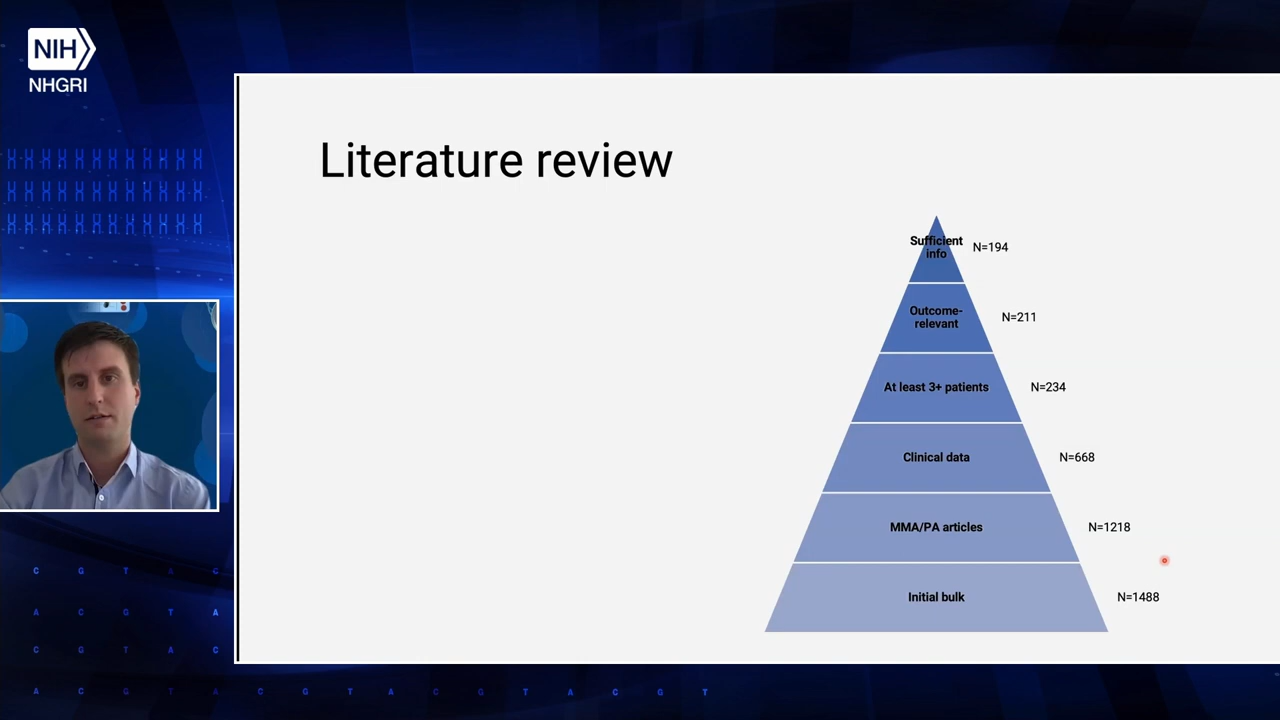 NIH
NHGRI
Literature review
Sufficient
info
N=194
Outcome-
relevant
N=211
At least 3+ patients
N=234
Clinical data
N=668
MMA/PA articles
N=1218
Initial bulk
N=1488
C G T A C
A C G T A
C G T A C
A C G T A C G T A C G T A C G T